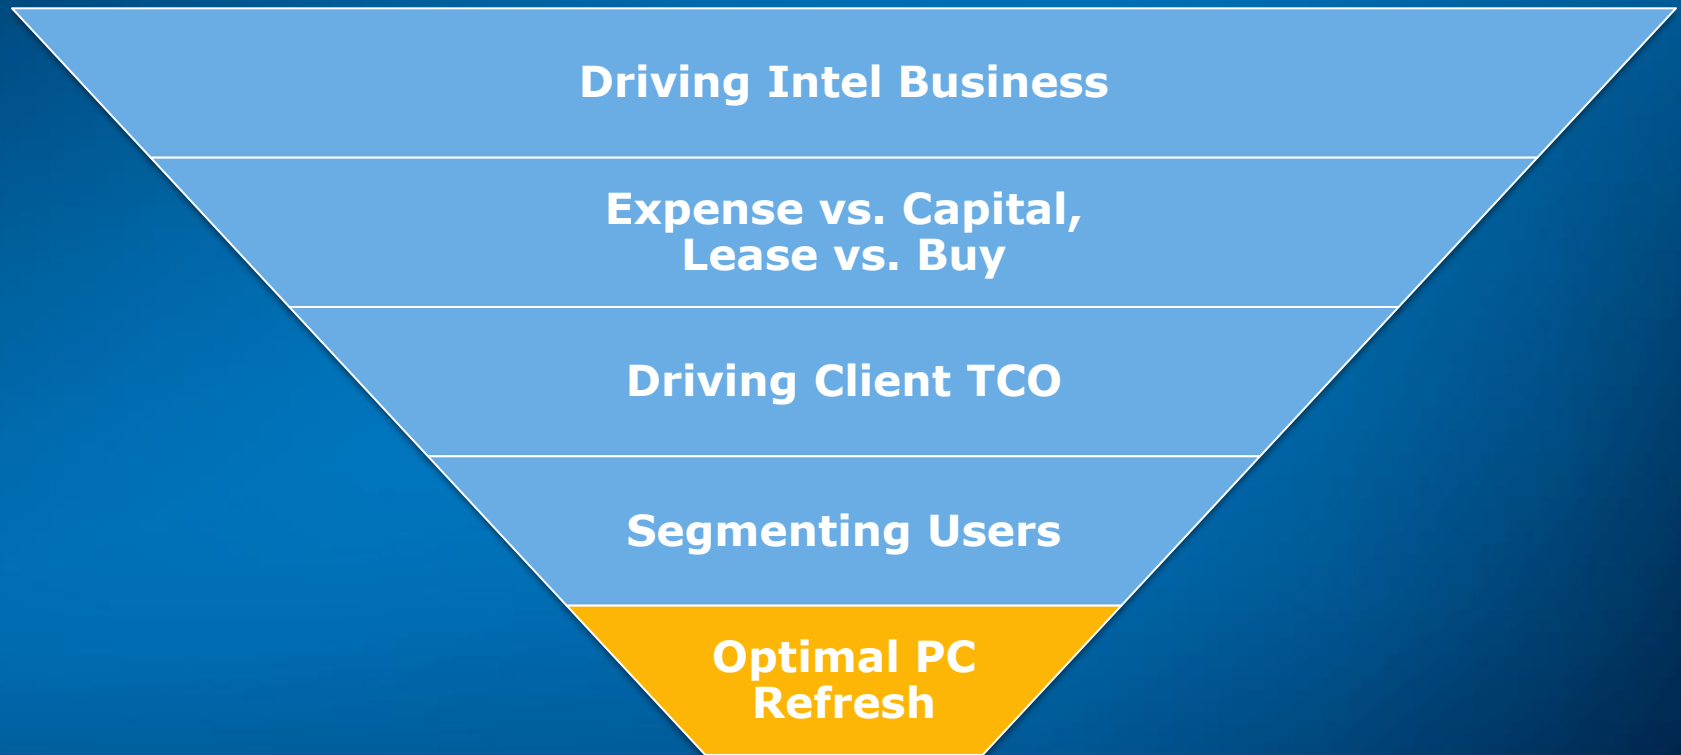 Driving Intel Business
Expense vs. Capital,
Lease vs. Buy
Driving Client TCO
Segmenting Users
Optimal PC
Refresh